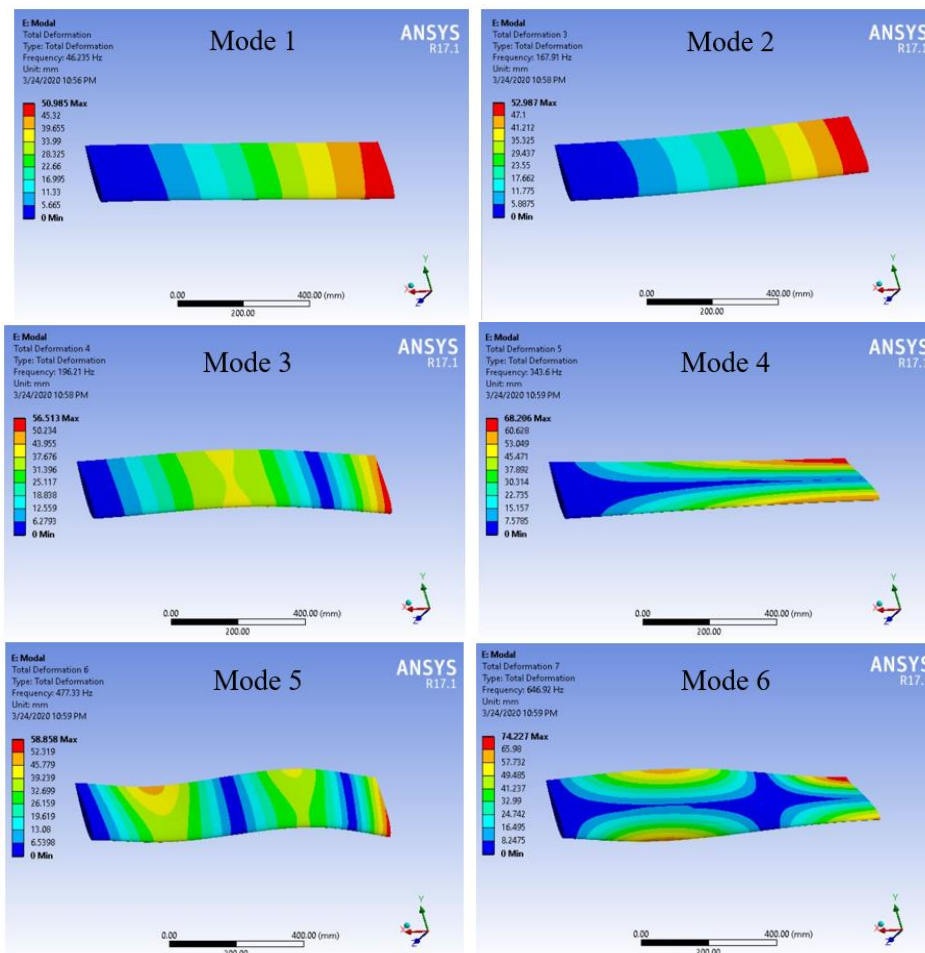 E: Modal
Total Deformation
Type: Total Deformation
Frequency: 46.235 Hz
Unit: mm
3/24/2020 10:56 PM
Mode 1
ANSYS
R17.1
50.985 Max
45.32
39.655
33.99
28.325
22.66
16.995
11.33
5.665
0 Min
0.00
400.00 (mm)
200.00
Y
X
Z
E: Modal
Total Deformation 3
Type: Total Deformation
Frequency: 167.91 Hz
Unit: mm
3/24/2020 10:58 PM
Mode 2
ANSYS
R17.1
52.987 Max
47.1
41.212
35.325
29.437
23.55
17.662
11.775
5.8875
0 Min
0.00
400.00 (mm)
200.00
Y
X
Z
E: Modal
Total Deformation 4
Type: Total Deformation
Frequency: 196.21 Hz
Unit: mm
3/24/2020 10:58 PM
Mode 3
ANSYS
R17.1
56.513 Max
50.234
43.955
37.676
31.396
25.117
18.838
12.559
6.2793
0 Min
0.00
400.00 (mm)
200.00
Y
X
Z
E: Modal
Total Deformation 5
Type: Total Deformation
Frequency: 343.6 Hz
Unit: mm
3/24/2020 10:59 PM
Mode 4
ANSYS
R17.1
68.206 Max
60.628
53.049
45.471
37.892
30.314
22.735
15.157
7.5785
0 Min
0.00
400.00 (mm)
200.00
Y
X
Z
E: Modal
Total Deformation 6
Type: Total Deformation
Frequency: 477.33 Hz
Unit: mm
3/24/2020 10:59 PM
Mode 5
ANSYS
R17.1
58.858 Max
52.319
45.779
39.239
32.699
26.159
19.619
13.08
6.5398
0 Min
0.00
400.00 (mm)
200.00
Y
X
Z
E: Modal
Total Deformation 7
Type: Total Deformation
Frequency: 646.92 Hz
Unit: mm
3/24/2020 10:59 PM
Mode 6
ANSYS
R17.1
74.227 Max
65.98
57.732
49.485
41.237
32.99
24.742
16.495
8.2475
0 Min
0.00
400.00 (mm)
200.00
Y
X
Z